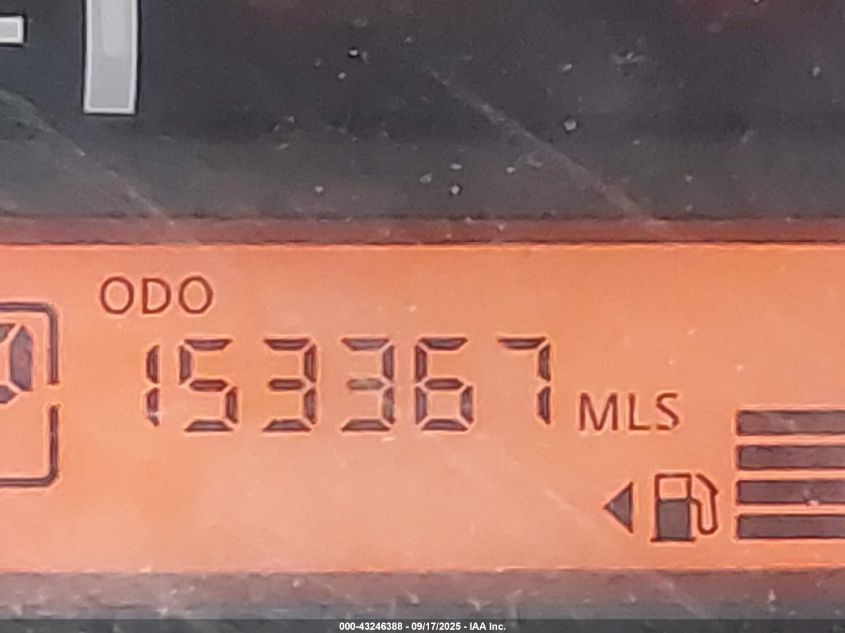 ODO
153367 MLS
000-43246388 - 09/17/2025 - IAA Inc.